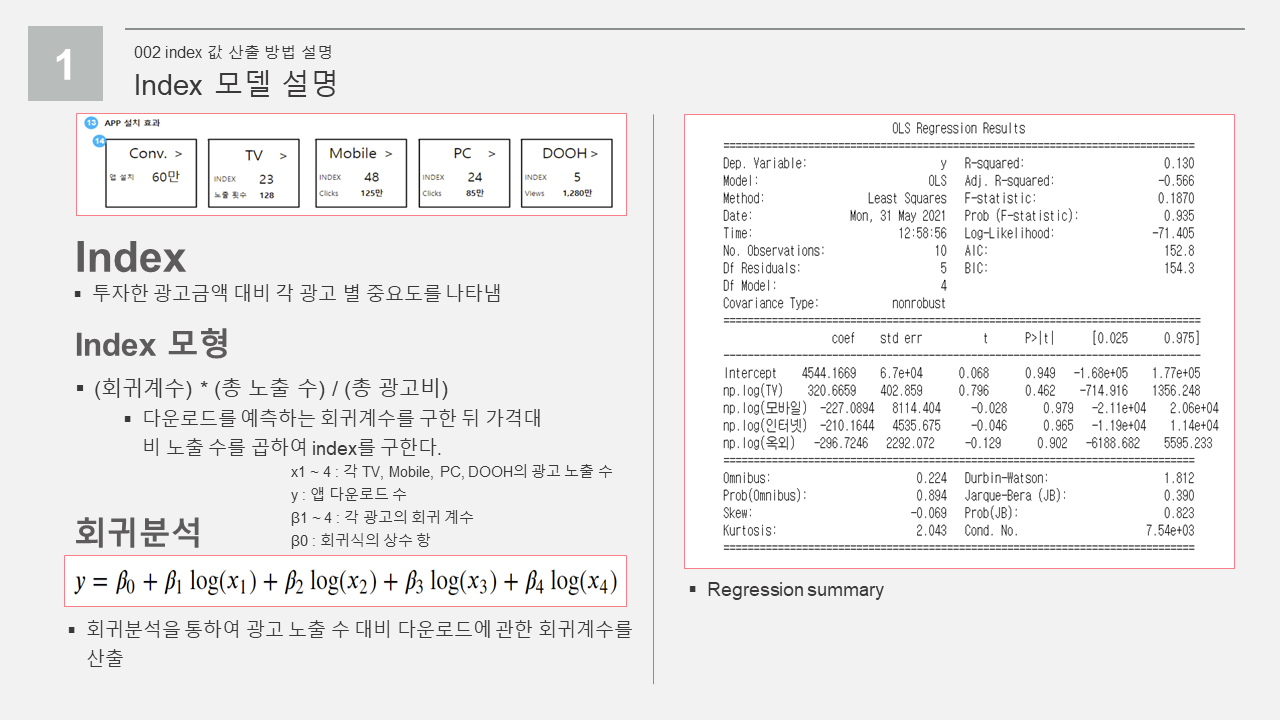 1
002 index 값 산출 방법 설명
Index 모델 설명
13 APP 설치 효과
14
Conv. >
앱 설치 60만
TV >
INDEX 23
노출 횟수 128
Mobile >
INDEX 48
Clicks 125만
PC >
INDEX 24
Clicks 85만
DOOH >
INDEX 5
Views 1,280만
Index
▪ 투자한 광고금액 대비 각 광고 별 중요도를 나타냄
Index 모형
▪ (회귀계수) * (총 노출 수) / (총 광고비)
▪ 다운로드를 예측하는 회귀계수를 구한 뒤 가격대
비 노출 수를 곱하여 index를 구한다.
x1 ~ 4 : 각 TV, Mobile, PC, DOOH의 광고 노출 수
y : 앱 다운로드 수
β1 ~ 4 : 각 광고의 회귀 계수
β0 : 회귀식의 상수 항
회귀분석
y = β0 + β1 log(x1) + β2 log(x2) + β3 log(x3) + β4 log(x4)
▪ 회귀분석을 통하여 광고 노출 수 대비 다운로드에 관한 회귀계수를
산출
OLS Regression Results
Dep. Variable: y R-squared: 0.130
Model: OLS Adj. R-squared: -0.566
Method: Least Squares F-statistic: 0.1870
Date: Mon, 31 May 2021 Prob (F-statistic): 0.935
Time: 12:58:56 Log-Likelihood: -71.405
No. Observations: 10 AIC: 152.8
Df Residuals: 5 BIC: 154.3
Df Model: 4
Covariance Type: nonrobust
coef std err t P>|t| [0.025 0.975]
Intercept 4544.1669 6.7e+04 0.068 0.949 -1.68e+05 1.77e+05
np.log(TV) 320.6659 402.859 0.796 0.462 -714.916 1356.248
np.log(모바일) -227.0894 8114.404 -0.028 0.979 -2.11e+04 2.06e+04
np.log(인터넷) -210.1644 4535.675 -0.046 0.965 -1.19e+04 1.14e+04
np.log(옥외) -296.7246 2292.072 -0.129 0.902 -6188.682 5595.233
Omnibus: 0.224 Durbin-Watson: 1.812
Prob(Omnibus): 0.894 Jarque-Bera (JB): 0.390
Skew: -0.069 Prob(JB): 0.823
Kurtosis: 2.043 Cond. No. 7.54e+03
▪ Regression summary